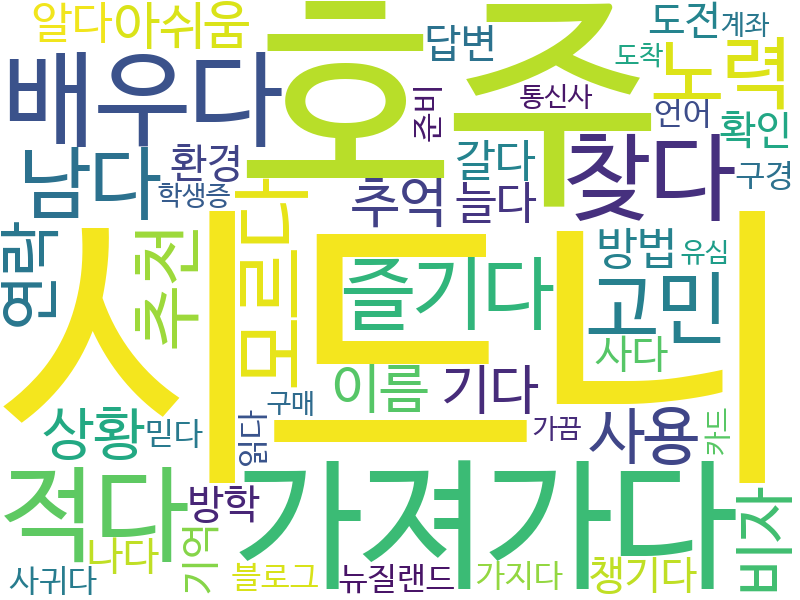 알다
아쉬움
호주
답변
도전
계좌
도착
노력
배우다
준비
통신사
언어
확인
남다
환경
학생증
추억
늘다
갈다
찾다
구경
연락
추천
모르다
시드니
즐기다
방법
유심
고민
사다
이름
기다
상황
믿다
읽다
구매
가끔
사용
카드
적다
방학
가져가다
비자
나다
기억
사귀다
블로그
뉴질랜드
가지다
챙기다